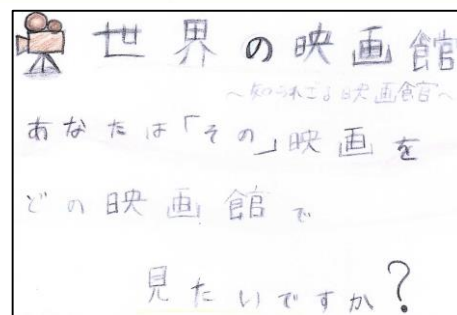 世界の映画館
～知られざる映画館～
あなたは「その」映画を
どの映画館で
見たいですか?